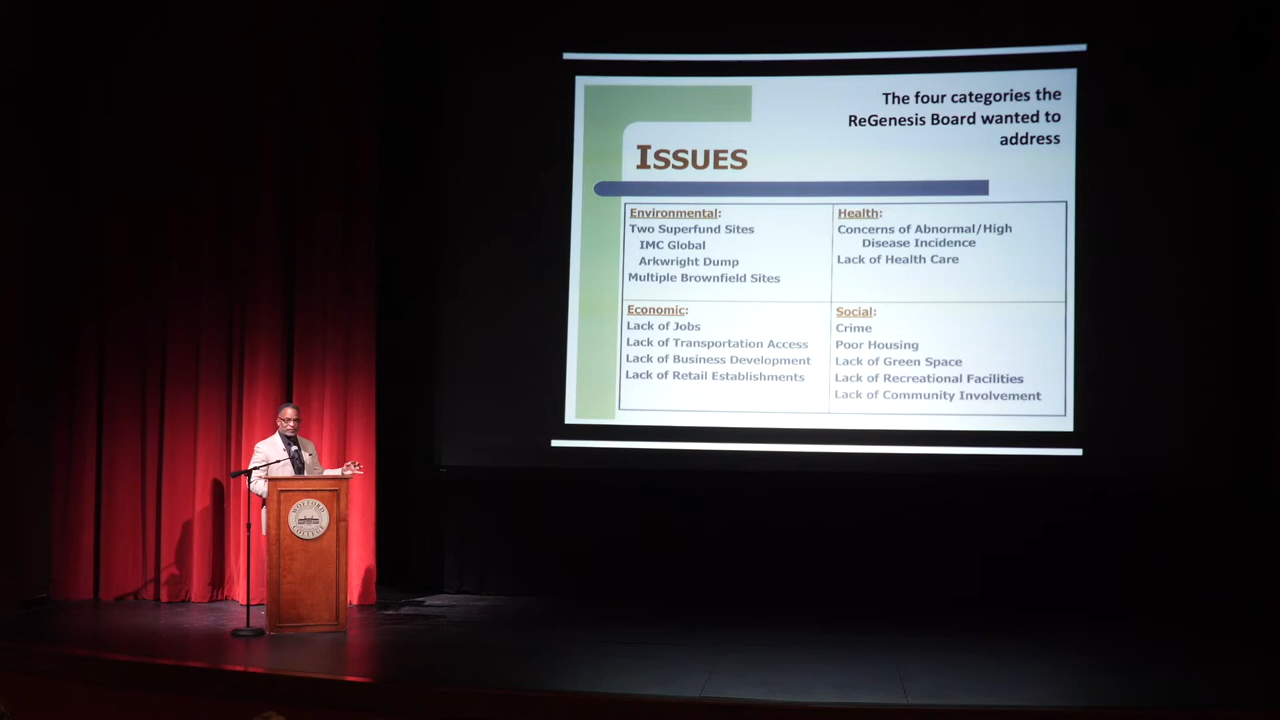 The four categories the
ReGenesis Board wanted to
address
ISSUES
Environmental:
Two Superfund Sites
IMC Global
Arkwright Dump
Multiple Brownfield Sites
Health:
Concerns of Abnormal/High
Disease Incidence
Lack of Health Care
Economic:
Lack of Jobs
Lack of Transportation Access
Lack of Business Development
Lack of Retail Establishments
Social:
Crime
Poor Housing
Lack of Green Space
Lack of Recreational Facilities
Lack of Community Involvement
WOFFORD
COLLEGE